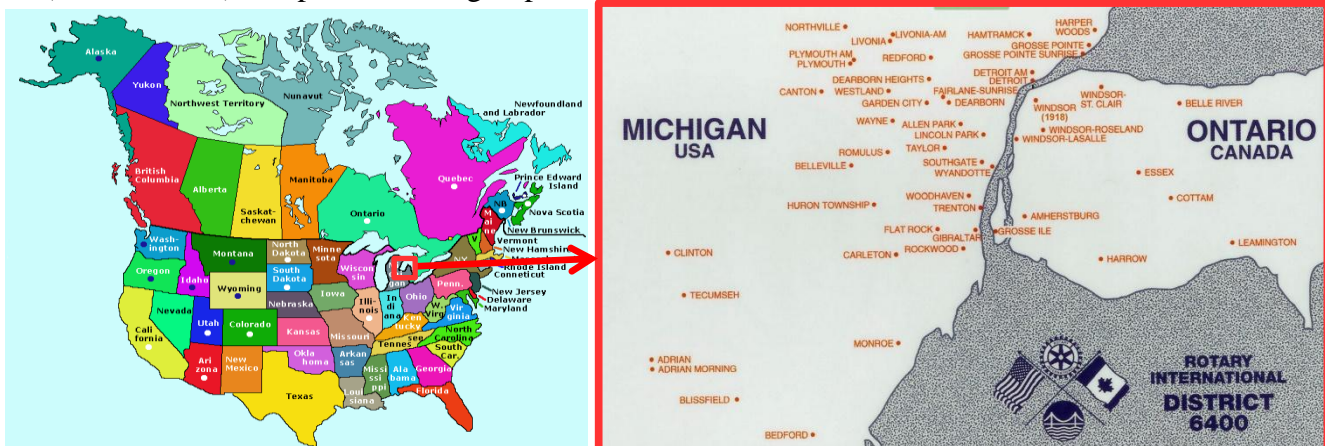 Alaska
Yukon
Northwest Territory
Nunavut
Newfoundland
and Labrador
British
Columbia
Alberta
Saskat-
chewan
Manitoba
Ontario
Quebec
Prince Edward
Island
NB
Nova Scotia
New Brunswick
Maine
Vermont
New Hamshire
Rhode Island
Conneticut
New Jersey
Delaware
Maryland
Wash-
ington
Oregon
Idaho
Montana
Wyoming
North
Dakota
South
Dakota
Minne
sota
Wiscon
sin
gan
NY
Penn.
Nebraska
Iowa
Illi-
nois
In
di
ana
Ohio
W.
Virg
Vir
ginia
Nevada
Utah
Colorado
Kansas
Missouri
Ken
tucky
Cali
fornia
Ari
zona
New
Mexico
Okla
homa
Arkan
sas
Tennes
see
North
Carolina
South
Car.
Texas
Loui
siana
Missi
ssi
ppi
Ala
bama
Georgia
Florida
NORTHVILLE
LIVONIA-AM
LIVONIA
HAMTRAMCK
HARPER
WOODS
GROSSE POINTE
GROSSE POINTE SUNRISE
PLYMOUTH AM
PLYMOUTH
REDFORD
DETROIT AM
DETROIT
DEARBORN HEIGHTS
CANTON
WESTLAND
FAIRLANE-SUNRISE
GARDEN CITY
DEARBORN
WINDSOR
(1918)
WINDSOR-
ST. CLAIR
BELLE RIVER
WAYNE
ALLEN PARK
LINCOLN PARK
WINDSOR-ROSELAND
WINDSOR-LASALLE
MICHIGAN
USA
ONTARIO
CANADA
ROMULUS
TAYLOR
BELLEVILLE
SOUTHGATE
WYANDOTTE
ESSEX
WOODHAVEN
COTTAM
HURON TOWNSHIP
TRENTON
AMHERSTBURG
FLAT ROCK
GIBRALTAR
GROSSE ILE
LEAMINGTON
CLINTON
CARLETON
ROCKWOOD
HARROW
TECUMSEH
MONROE
ADRIAN
ADRIAN MORNING
BLISSFIELD
BEDFORD
ROTARY
INTERNATIONAL
DISTRICT
6400